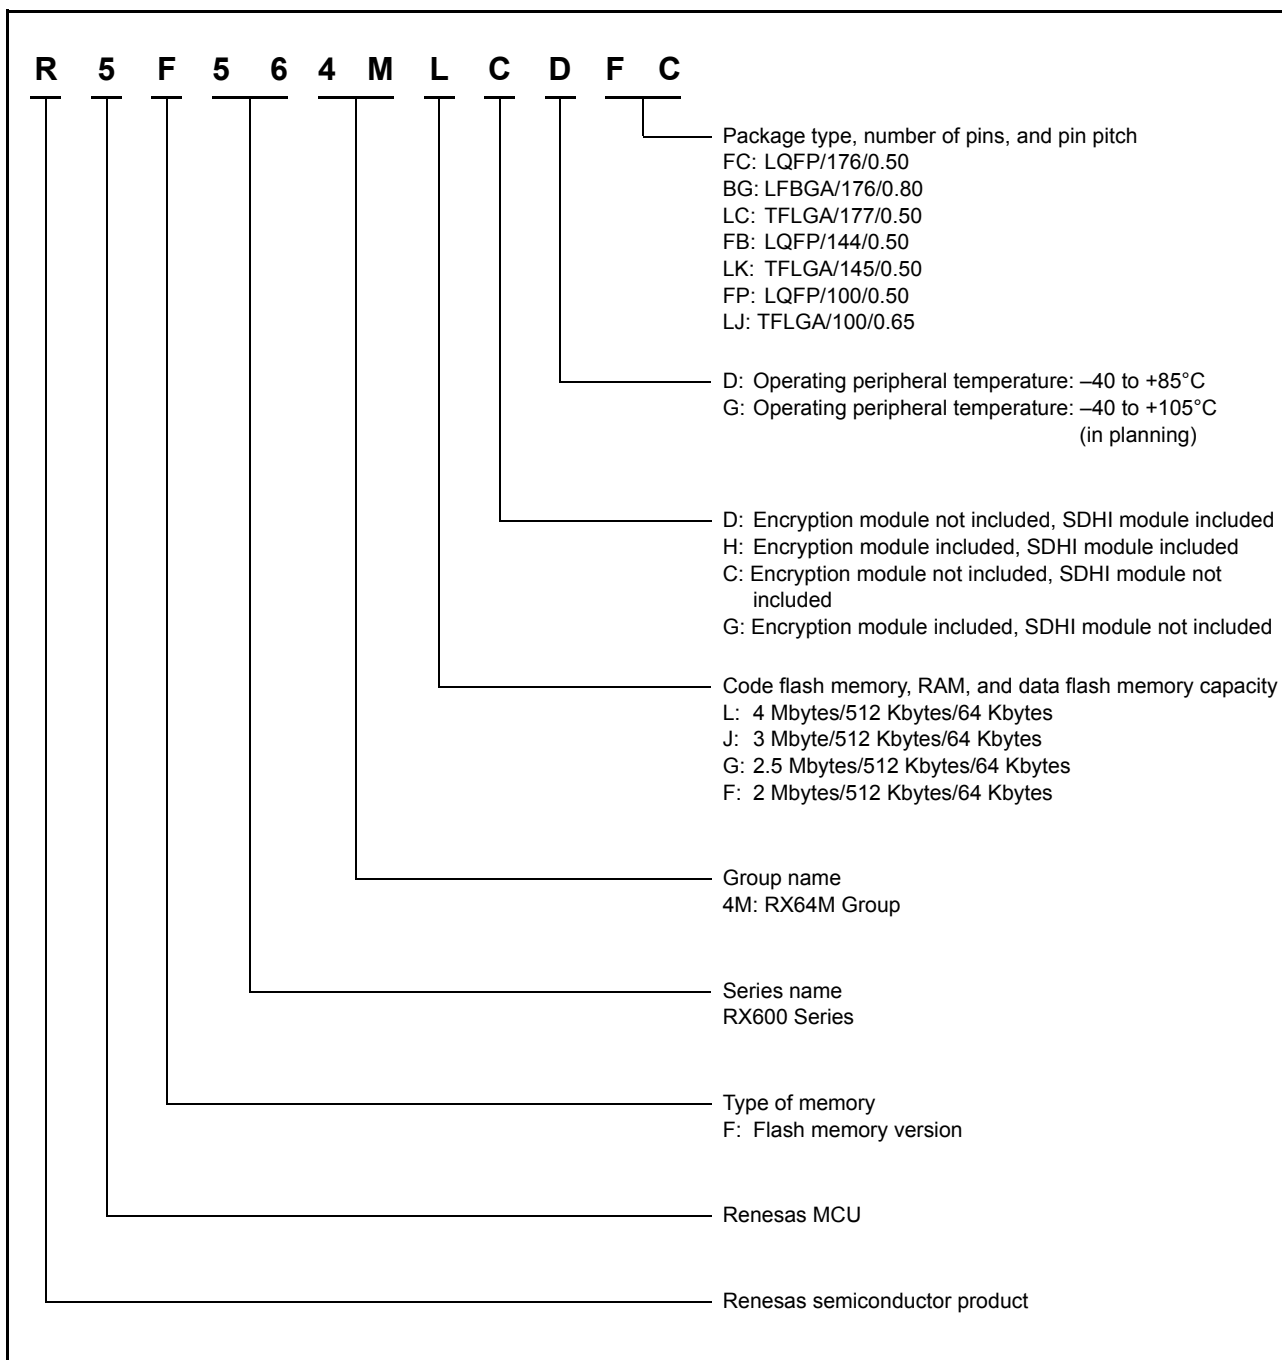 R 5 F 5 6 4 M L C D F C
Package type, number of pins, and pin pitch
FC: LQFP/176/0.50
BG: LFBGA/176/0.80
LC: TFLGA/177/0.50
FB: LQFP/144/0.50
LK: TFLGA/145/0.50
FP: LQFP/100/0.50
LJ: TFLGA/100/0.65
D: Operating peripheral temperature: –40 to +85°C
G: Operating peripheral temperature: –40 to +105°C
(in planning)
D: Encryption module not included, SDHI module included
H: Encryption module included, SDHI module included
C: Encryption module not included, SDHI module not
included
G: Encryption module included, SDHI module not included
Code flash memory, RAM, and data flash memory capacity
L: 4 Mbytes/512 Kbytes/64 Kbytes
J: 3 Mbyte/512 Kbytes/64 Kbytes
G: 2.5 Mbytes/512 Kbytes/64 Kbytes
F: 2 Mbytes/512 Kbytes/64 Kbytes
Group name
4M: RX64M Group
Series name
RX600 Series
Type of memory
F: Flash memory version
Renesas MCU
Renesas semiconductor product